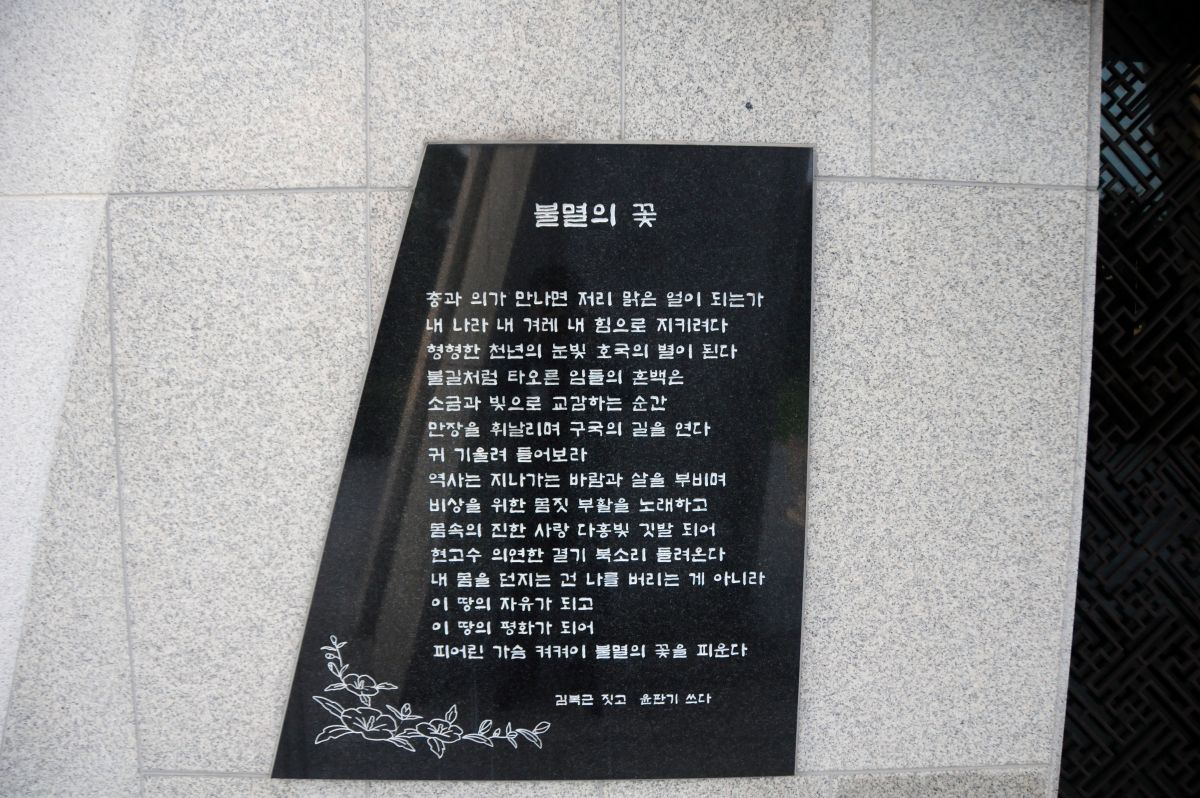 불멸의 꽃
충과 의가 만나면 저리 맑은 얼이 되는가
내 나라 내 겨레 내 힘으로 지키려다
형형한 천년의 눈빛 호국의 별이 된다
불길처럼 타오른 임들의 혼백은
소금과 빛으로 교감하는 순간
만장을 휘날리며 구국의 길을 연다
귀 기울려 들어보라
역사는 지나가는 바람과 살을 부비며
비상을 위한 몸짓 부활을 노래하고
몸속의 진한 사랑 다홍빛 깃발 되어
현고수 의연한 결기 북소리 들려온다
내 몸을 던지는 건 나를 버리는 게 아니라
이 땅의 자유가 되고
이 땅의 평화가 되어
피어린 가슴 켜켜이 불멸의 꽃을 피운다
김복근 짓고 윤판기 쓰다